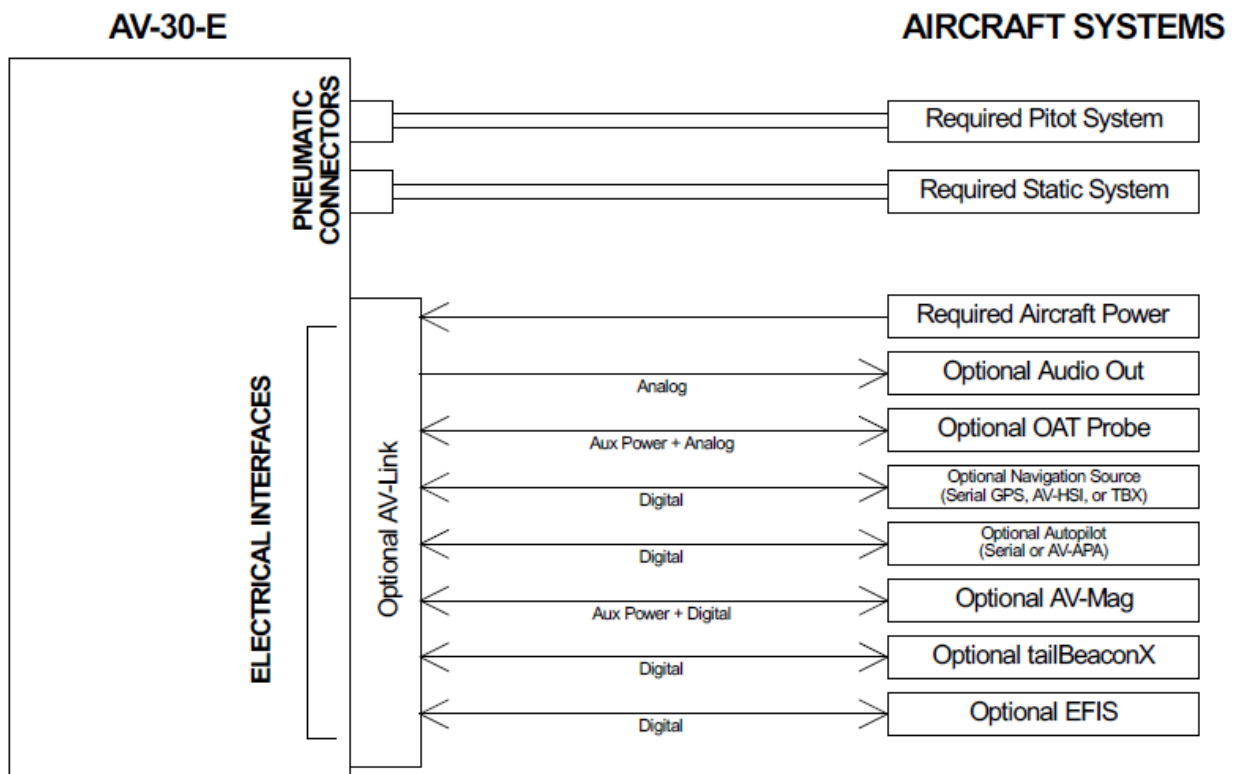 AV-30-E
AIRCRAFT SYSTEMS
PNEUMATIC
CONNECTORS
Required Pitot System
Required Static System
ELECTRICAL INTERFACES
Optional AV-Link
Required Aircraft Power
Analog
Optional Audio Out
Aux Power + Analog
Optional OAT Probe
Digital
Optional Navigation Source
(Serial GPS, AV-HSI, or TBX)
Digital
Optional Autopilot
(Serial or AV-APA)
Aux Power + Digital
Optional AV-Mag
Digital
Optional tailBeaconX
Digital
Optional EFIS